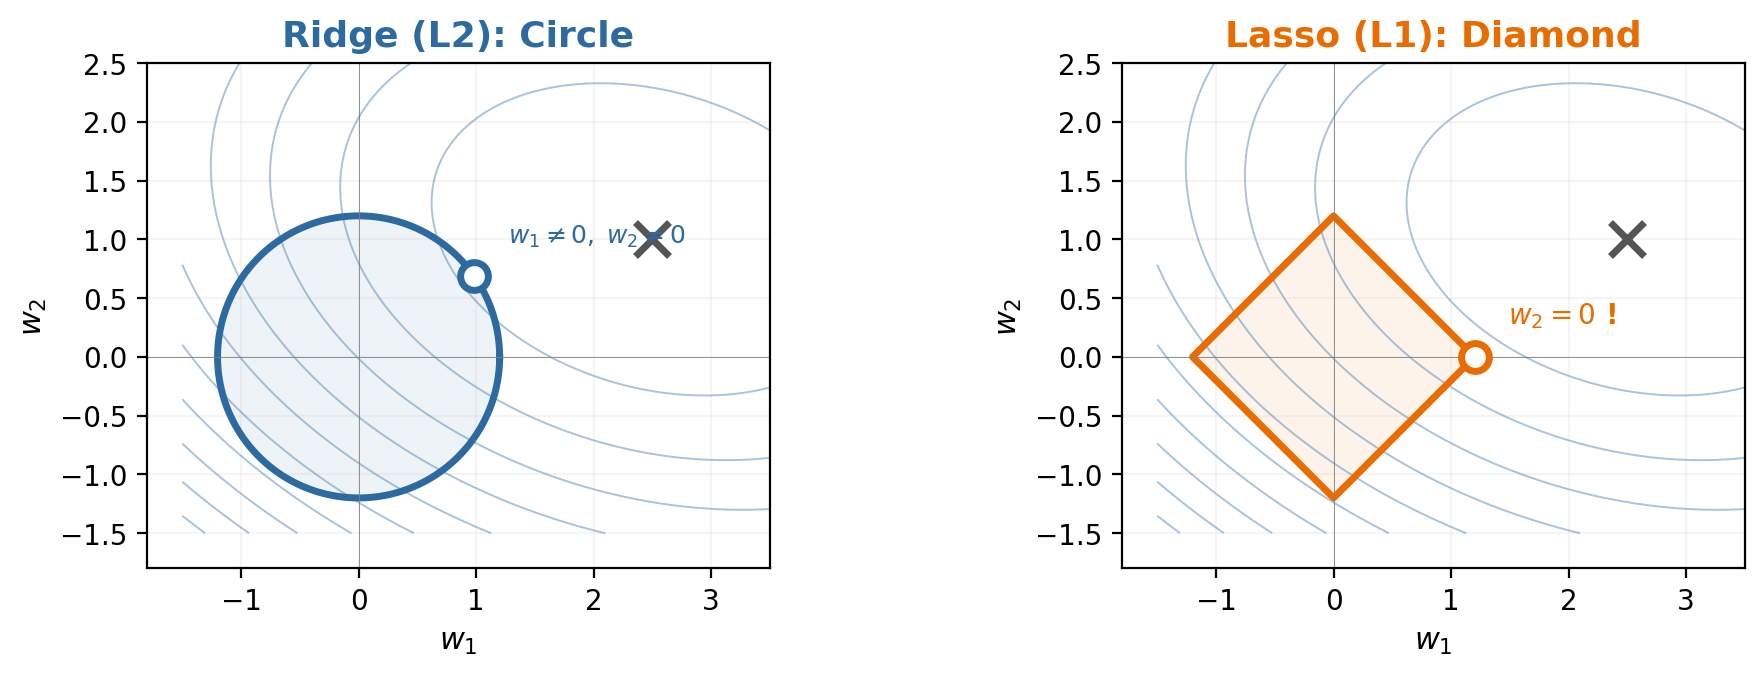 Ridge (L2): Circle
2.5
2.0
1.5
1.0
0.5
0.0
−0.5
−1.0
−1.5
w₂
w₁ ≠ 0, w₂ ≠ 0
−1 0 1 2 3
w₁
Lasso (L1): Diamond
2.5
2.0
1.5
1.0
0.5
0.0
−0.5
−1.0
−1.5
w₂
w₂ = 0 !
−1 0 1 2 3
w₁